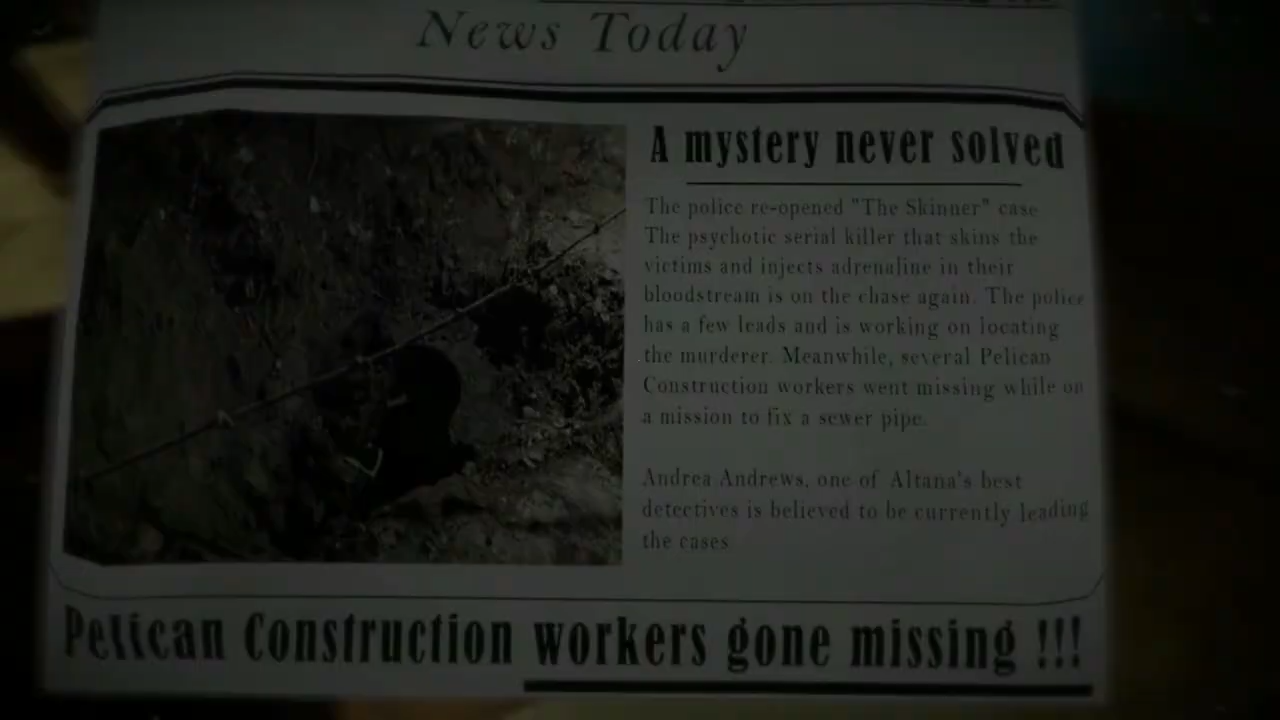 News Today
A mystery never solved
The police re-opened "The Skinner" case
The psychotic serial killer that skins the
victims and injects adrenaline in their
bloodstream is on the chase again. The police
has a few leads and is working on locating
the murderer. Meanwhile, several Pelican
Construction workers went missing while on
a mission to fix a sewer pipe.
Andrea Andrews, one of Altana's best
detectives is believed to be currently leading
the cases
Pelican Construction workers gone missing !!!